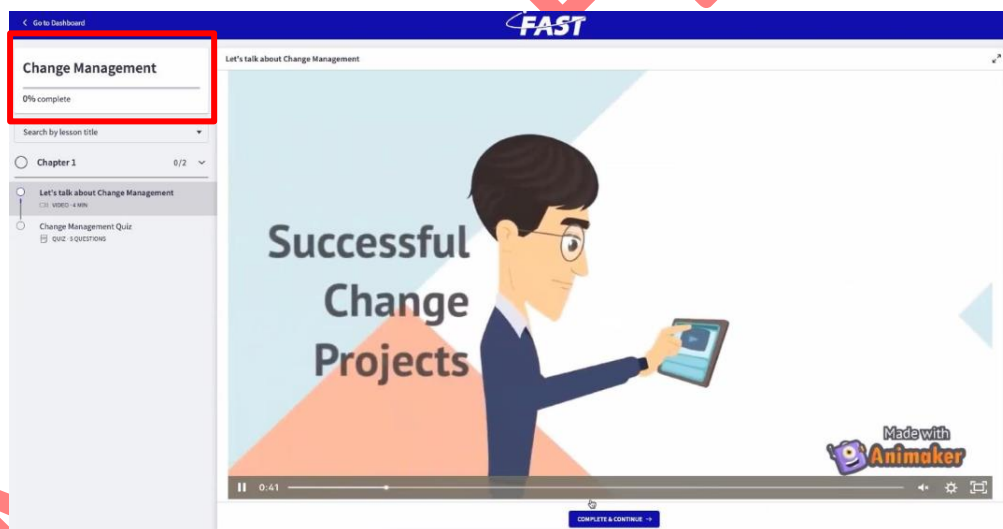 Go to Dashboard
FAST
Change Management
0% complete
Search by lesson title
Chapter 1
0/2
Let's talk about Change Management
VIDEO · 4 MIN
Change Management Quiz
QUIZ · 5 QUESTIONS
Let's talk about Change Management
Successful
Change
Projects
Made with
Animaker
0:41
COMPLETE & CONTINUE →